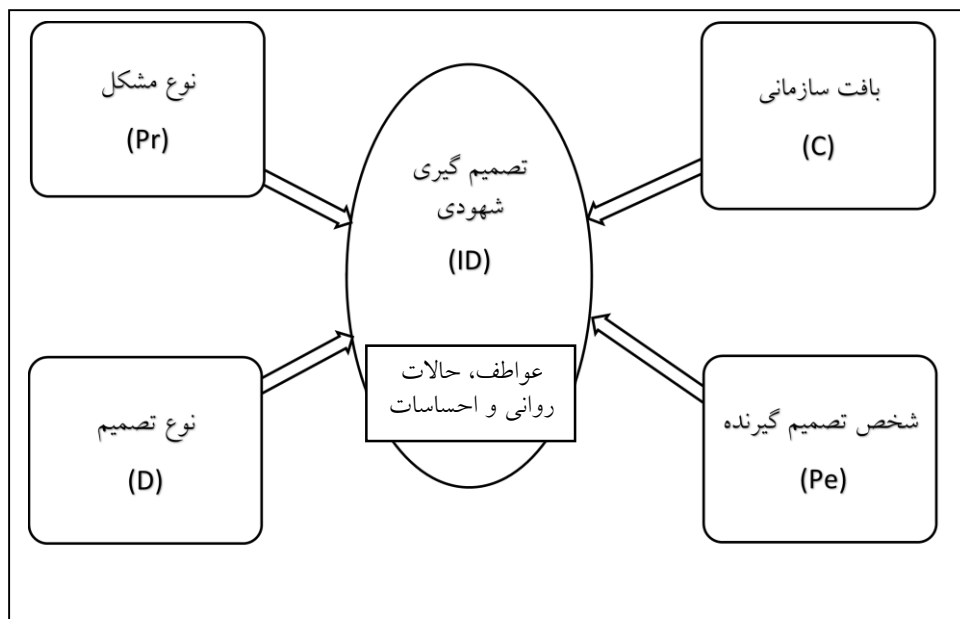 بافت سازمانی
(C)
نوع مشکل
(Pr)
تصمیم گیری
شهودی
(ID)
عواطف، حالات
روانی و احساسات
شخص تصمیم گیرنده
(Pe)
نوع تصمیم
(D)